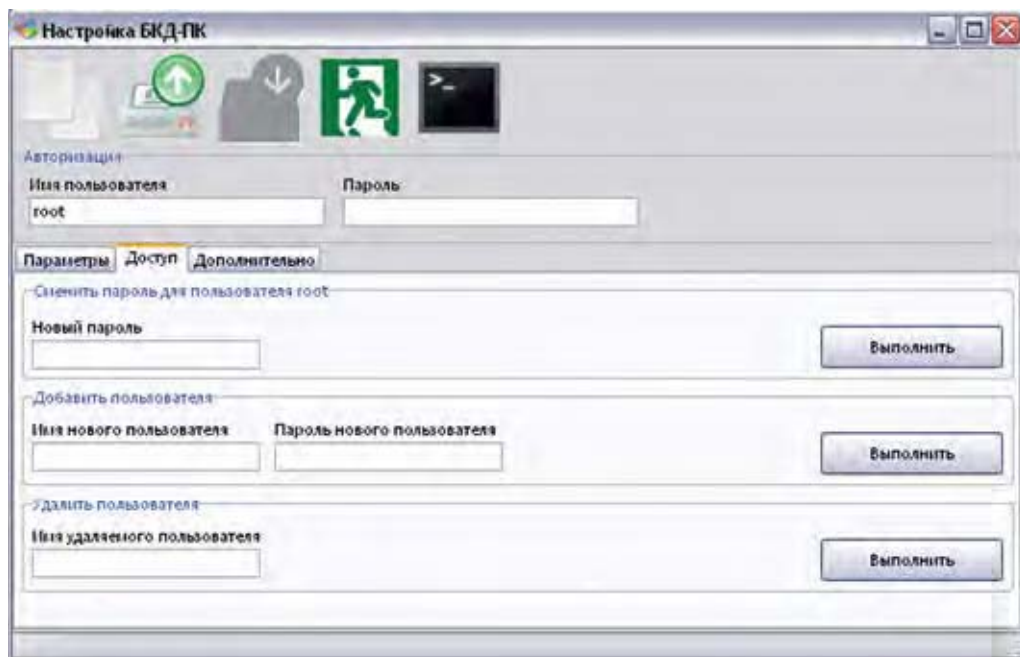 Настройка БКД-ПК
>_
Авторизация
Имя пользователя Пароль
root
Параметры Доступ Дополнительно
Сменить пароль для пользователя root
Новый пароль
Выполнить
Добавить пользователя
Имя нового пользователя Пароль нового пользователя
Выполнить
Удалить пользователя
Имя удаляемого пользователя
Выполнить